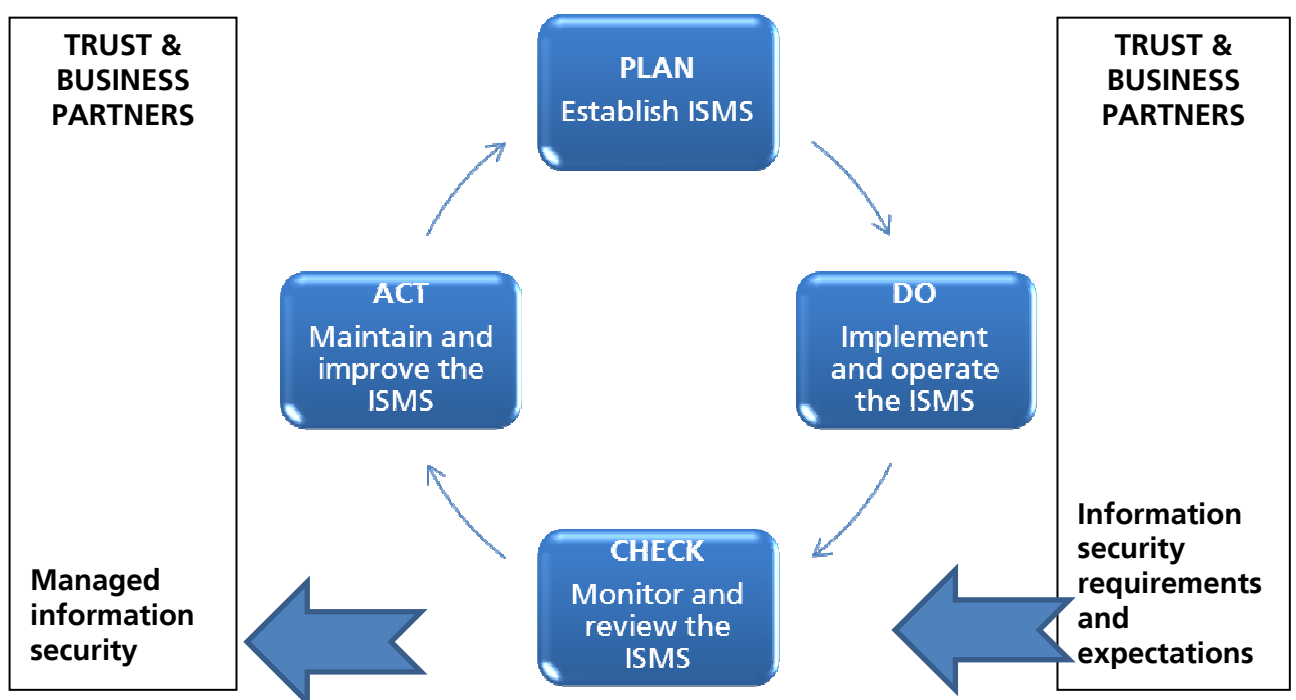 TRUST &
BUSINESS
PARTNERS
Managed
information
security
PLAN
Establish ISMS
ACT
Maintain and
improve the
ISMS
DO
Implement
and operate
the ISMS
CHECK
Monitor and
review the
ISMS
TRUST &
BUSINESS
PARTNERS
Information
security
requirements
and
expectations